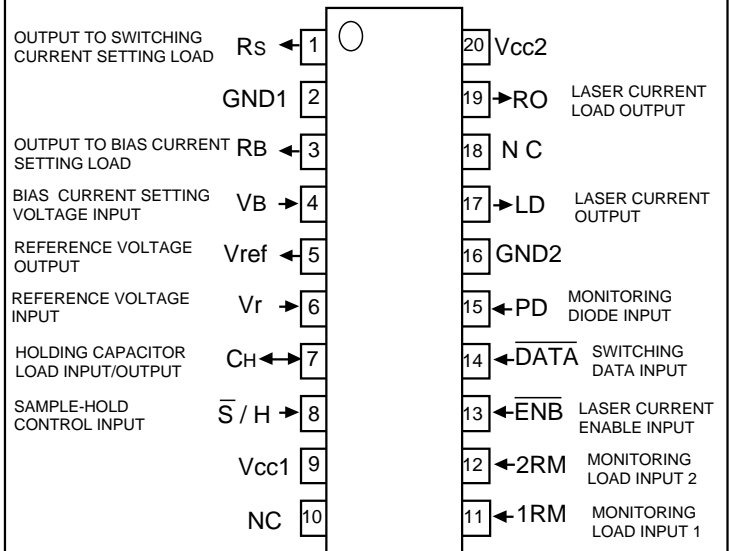 OUTPUT TO SWITCHING
CURRENT SETTING LOAD
RS
1
GND1
2
OUTPUT TO BIAS CURRENT
SETTING LOAD
RB
3
BIAS CURRENT SETTING
VOLTAGE INPUT
VB
4
REFERENCE VOLTAGE
OUTPUT
Vref
5
REFERENCE VOLTAGE
INPUT
Vr
6
HOLDING CAPACITOR
LOAD INPUT/OUTPUT
CH
7
SAMPLE-HOLD
CONTROL INPUT
S̅ / H
8
Vcc1
9
NC
10
20
Vcc2
19
RO
LASER CURRENT
LOAD OUTPUT
18
N C
17
LD
LASER CURRENT
OUTPUT
16
GND2
15
PD
MONITORING
DIODE INPUT
14
D̅A̅T̅A̅
SWITCHING
DATA INPUT
13
E̅N̅B̅
LASER CURRENT
ENABLE INPUT
12
2RM
MONITORING
LOAD INPUT 2
11
1RM
MONITORING
LOAD INPUT 1